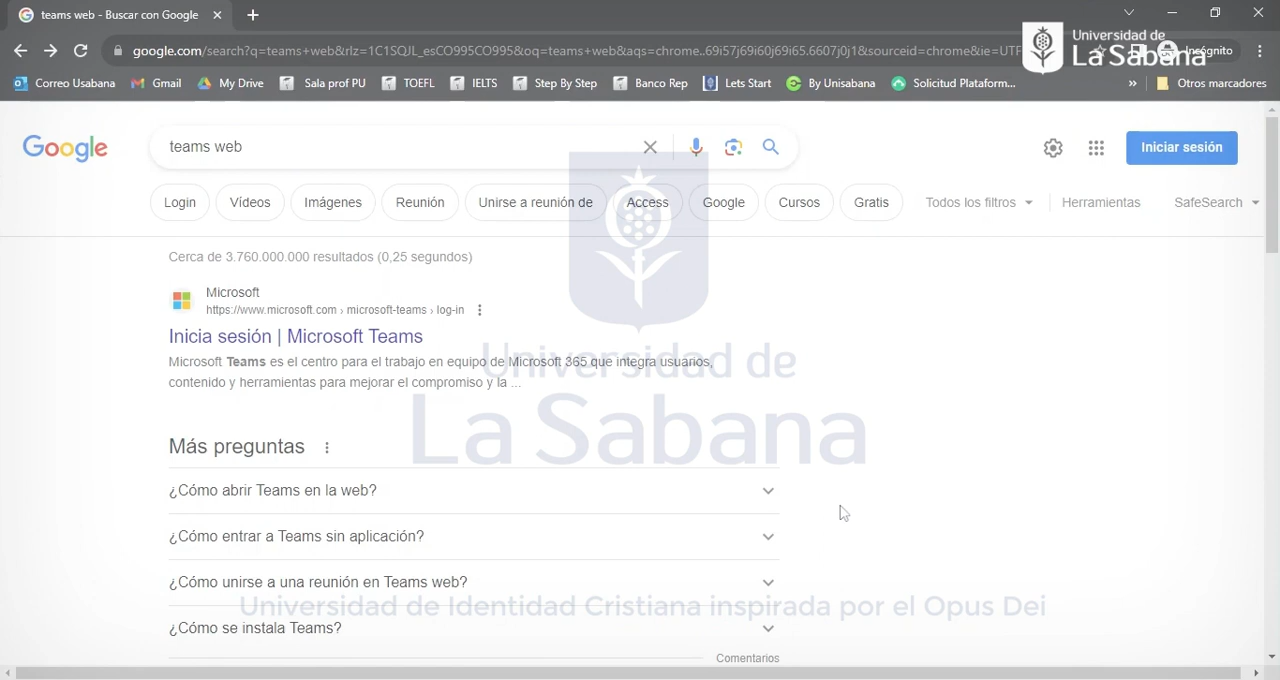 teams web - Buscar con Google
google.com/search?q=teams+web&rlz=1C1SQJL_esCO995CO995&oq=teams+web&aqs=chrome..69i57j69i60j69i65.6607j0j1&sourceid=chrome&ie=UTF
Incógnito
Universidad de
La Sabana
Correo Usabana Gmail My Drive Sala prof PU TOEFL IELTS Step By Step Banco Rep Lets Start By Unisabana Solicitud Plataform... » Otros marcadores
Google
teams web
Iniciar sesión
Login Vídeos Imágenes Reunión Unirse a reunión de Access Google Cursos Gratis Todos los filtros Herramientas SafeSearch
Cerca de 3.760.000.000 resultados (0,25 segundos)
Microsoft
https://www.microsoft.com › microsoft-teams › log-in
Inicia sesión | Microsoft Teams
Microsoft Teams es el centro para el trabajo en equipo de Microsoft 365 que integra usuarios,
contenido y herramientas para mejorar el compromiso y la ...
Universidad de
La Sabana
Más preguntas
¿Cómo abrir Teams en la web?
¿Cómo entrar a Teams sin aplicación?
¿Cómo unirse a una reunión en Teams web?
Universidad de Identidad Cristiana inspirada por el Opus Dei
¿Cómo se instala Teams?
Comentarios